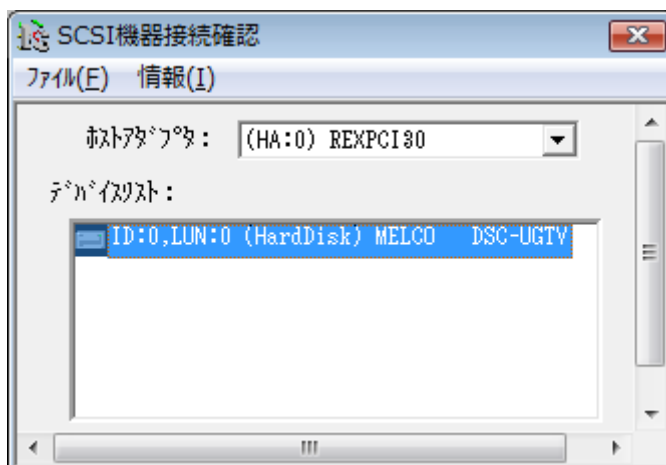 SCSI機器接続確認
ファイル(F) 情報(I)
ホストアダプタ: (HA:0) REXPCI30
デバイスリスト:
ID:0,LUN:0 (HardDisk) MELCO DSC-UGTV